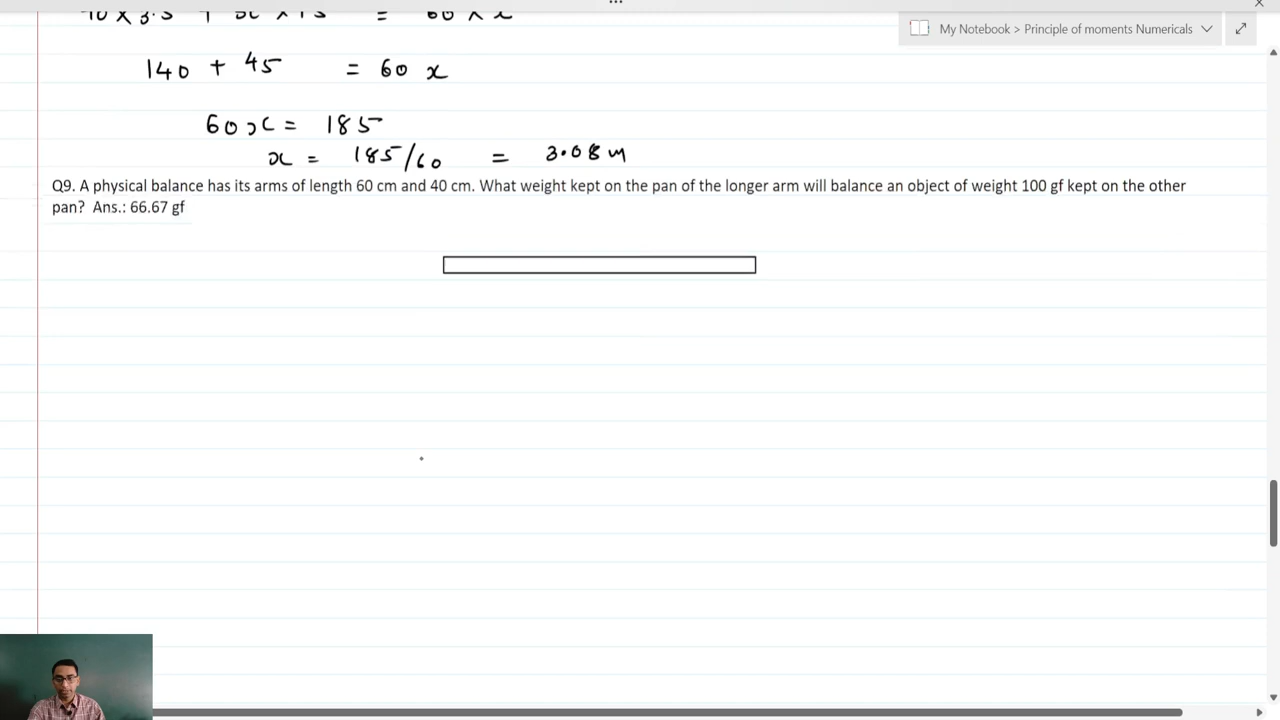 My Notebook > Principle of moments Numericals
140 + 45 = 60 x
60x = 185
x = 185/60 = 3.08 m
Q9. A physical balance has its arms of length 60 cm and 40 cm. What weight kept on the pan of the longer arm will balance an object of weight 100 gf kept on the other
pan? Ans.: 66.67 gf